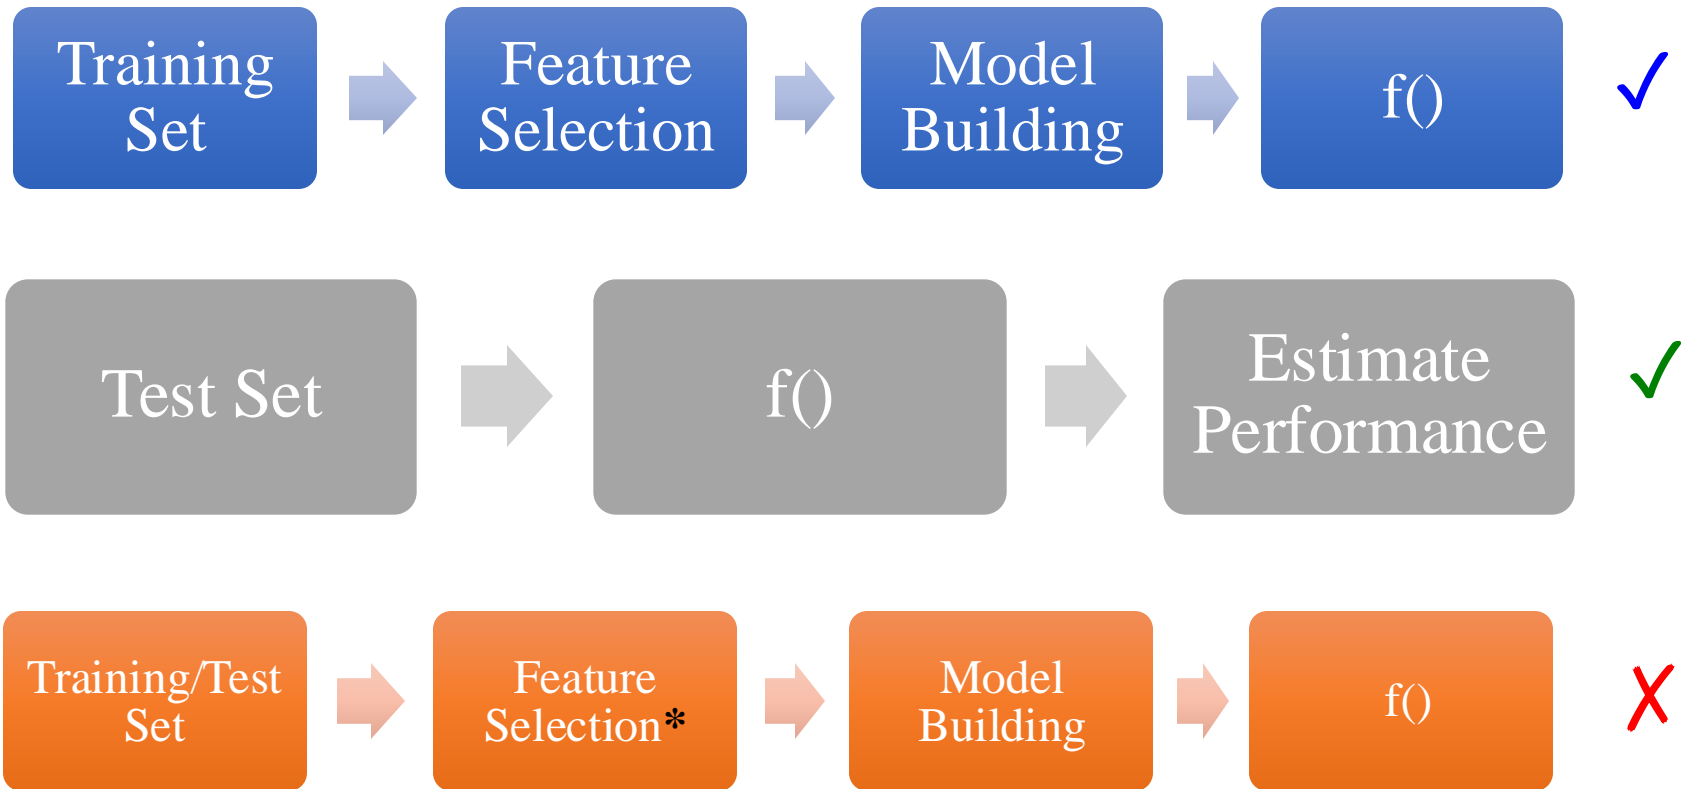 Training
Set
Feature
Selection
Model
Building
f()
✓
Test Set
f()
Estimate
Performance
✓
Training/Test
Set
Feature
Selection*
Model
Building
f()
✗